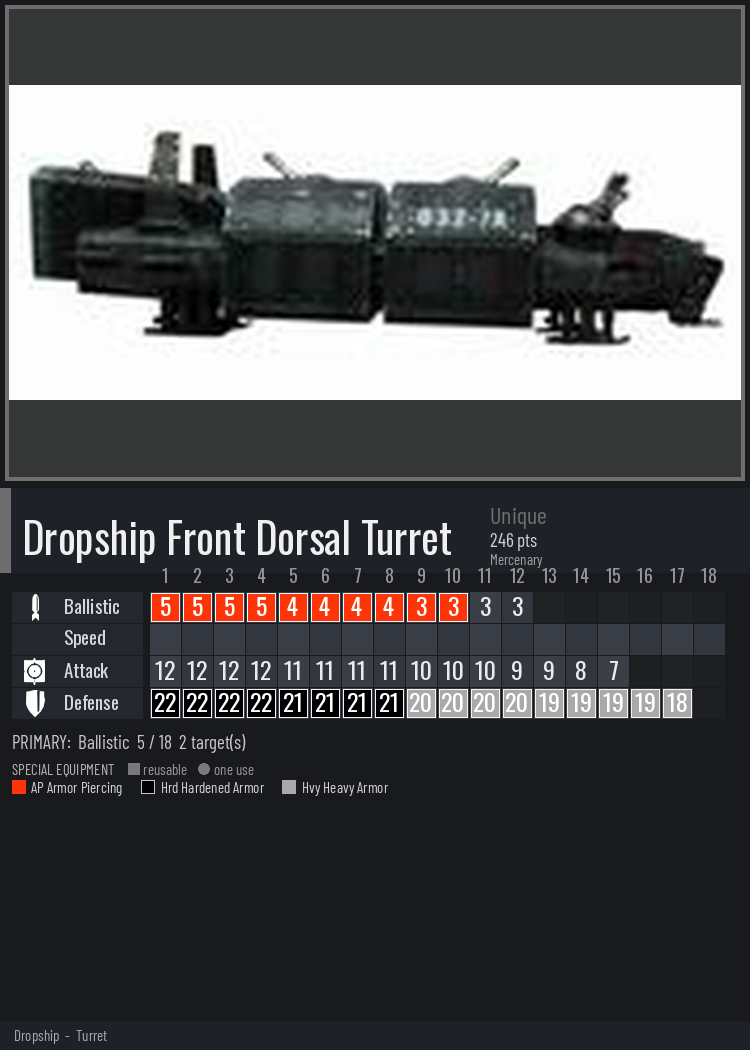 032-7A
Dropship Front Dorsal Turret
Unique
246 pts
Mercenary
1 2 3 4 5 6 7 8 9 10 11 12 13 14 15 16 17 18
Ballistic 5 5 5 5 4 4 4 4 3 3 3 3
Speed
Attack 12 12 12 12 11 11 11 11 10 10 10 9 9 8 7
Defense 22 22 22 22 21 21 21 21 20 20 20 20 19 19 19 19 18
PRIMARY: Ballistic 5 / 18 2 target(s)
SPECIAL EQUIPMENT reusable one use
AP Armor Piercing Hrd Hardened Armor Hvy Heavy Armor
Dropship - Turret